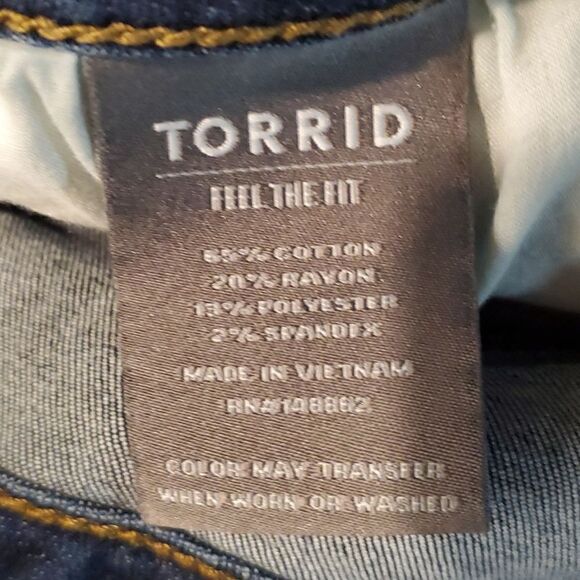 TORRID
FEEL THE FIT
65% COTTON
20% RAYON
13% POLYESTER
2% SPANDEX
MADE IN VIETNAM
RN#148862
COLOR MAY TRANSFER
WHEN WORN OR WASHED